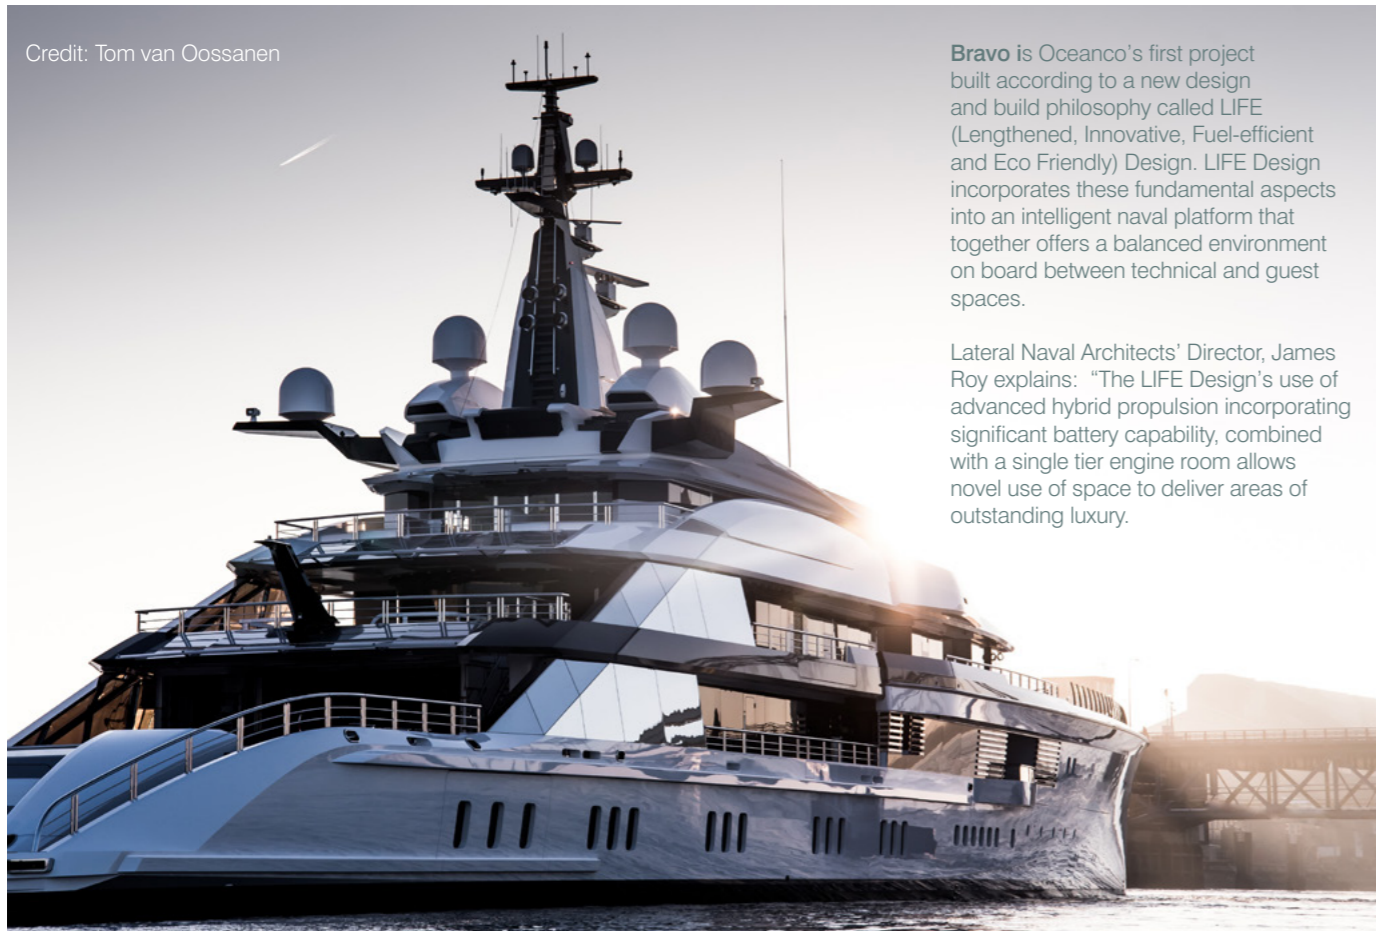 Credit: Tom van Oossanen
Bravo is Oceanco’s first project
built according to a new design
and build philosophy called LIFE
(Lengthened, Innovative, Fuel-efficient
and Eco Friendly) Design. LIFE Design
incorporates these fundamental aspects
into an intelligent naval platform that
together offers a balanced environment
on board between technical and guest
spaces.
Lateral Naval Architects’ Director, James
Roy explains:  “The LIFE Design’s use of
advanced hybrid propulsion incorporating
significant battery capability, combined
with a single tier engine room allows
novel use of space to deliver areas of
outstanding luxury.